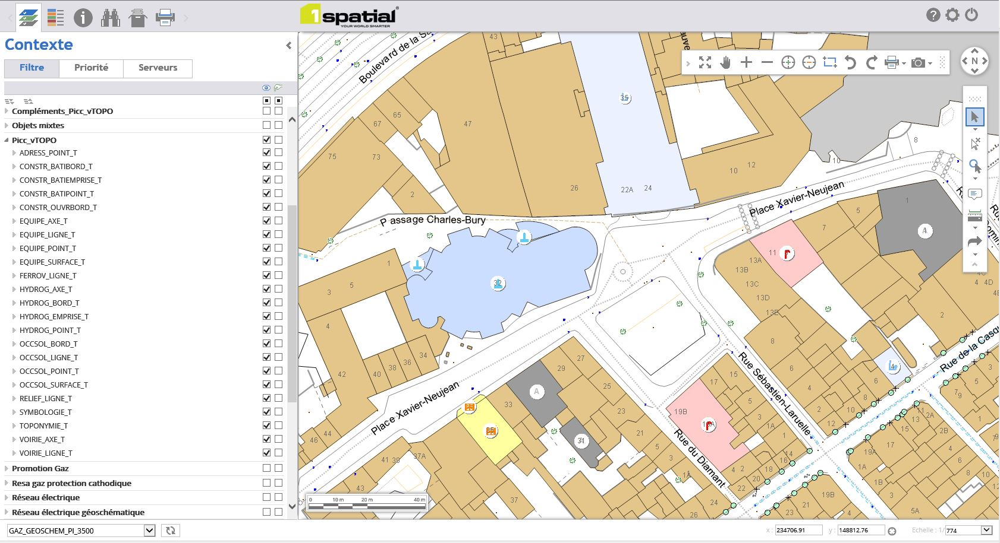 1spatial
YOUR WORLD SMARTER
Contexte
Filtre
Priorité
Serveurs
Compléments_Picc_vTOPO
Objets mixtes
Picc_vTOPO
ADRESS_POINT_T
CONSTR_BATIBORD_T
CONSTR_BATIEMPRISE_T
CONSTR_BATIPOINT_T
CONSTR_OUVRBORD_T
EQUIPE_AXE_T
EQUIPE_LIGNE_T
EQUIPE_POINT_T
EQUIPE_SURFACE_T
FERROV_LIGNE_T
HYDROG_AXE_T
HYDROG_BORD_T
HYDROG_EMPRISE_T
HYDROG_POINT_T
OCCSOL_BORD_T
OCCSOL_LIGNE_T
OCCSOL_POINT_T
OCCSOL_SURFACE_T
RELIEF_LIGNE_T
SYMBOLOGIE_T
TOPONYMIE_T
VOIRIE_AXE_T
VOIRIE_LIGNE_T
Promotion Gaz
Resa gaz protection cathodique
Réseau électrique
Réseau électrique géoschématique
GAZ_GEOSCHEM_PI_3500
N
Boulevard de la Sa
43
65
67
47
75
73
2
26
35
22A
24
10
12
8
10
Place Xavier-Neujean
Passage Charles-Bury
1
5
3
4
32
5
7
1
A
11
13A
13B
13C
13D
13E
8
6
2
4
4D
2
Rue de la Casqu
34
36
38
40
42
44
46
Place Xavier-Neujean
27
29
25
23
21
A
33
31
35
37A
39
41
43
37
17
15
19B
19A
5
3
1A
1
Rue Sébastien-Laruelle
Rue du Diamant
5
3
1A
4
2
14
16
18
20
22
24
26
12
10
8
6
4
3
5
7
9
11
2A
15
13
17
2B
19A
1A
1B
3
4
6
8
10
12
5A
6
4
19B
21
23
0
10 m
20 m
40 m
x :
234706.91
y :
148812.76
Echelle : 1/
774